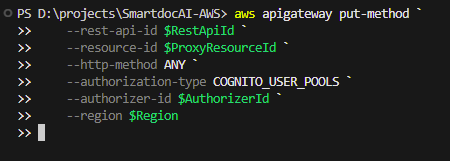 PS D:\projects\SmartdocAI-AWS> aws apigateway put-method `
>>     --rest-api-id $RestApiId `
>>     --resource-id $ProxyResourceId `
>>     --http-method ANY `
>>     --authorization-type COGNITO_USER_POOLS `
>>     --authorizer-id $AuthorizerId `
>>     --region $Region
>>